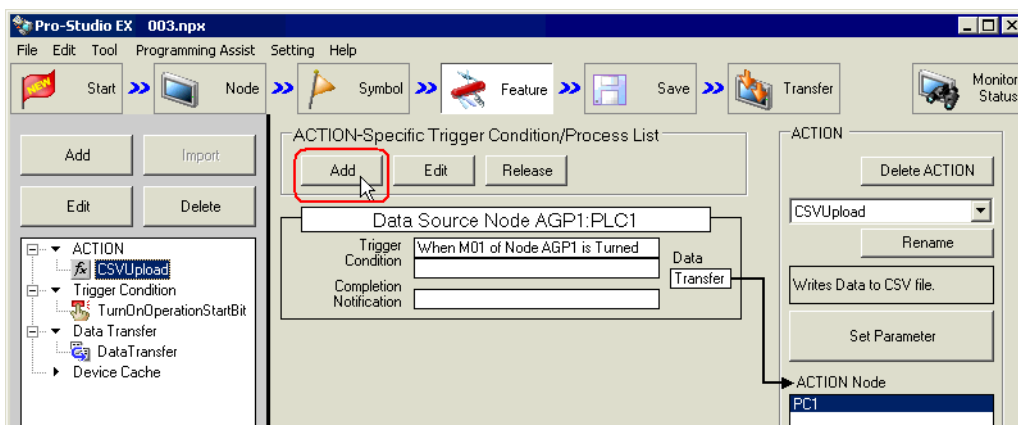 Pro-Studio EX 003.npx
File Edit Tool Programming Assist Setting Help
NEW Start Node Symbol Feature Save Transfer Monitor Status
Add Import
Edit Delete
ACTION
fx CSVUpload
Trigger Condition
TurnOnOperationStartBit
Data Transfer
DataTransfer
Device Cache
ACTION-Specific Trigger Condition/Process List
Add Edit Release
Data Source Node AGP1:PLC1
Trigger Condition
When M01 of Node AGP1 is Turned
Completion Notification
Data
Transfer
ACTION
Delete ACTION
CSVUpload
Rename
Writes Data to CSV file.
Set Parameter
ACTION Node
PC1